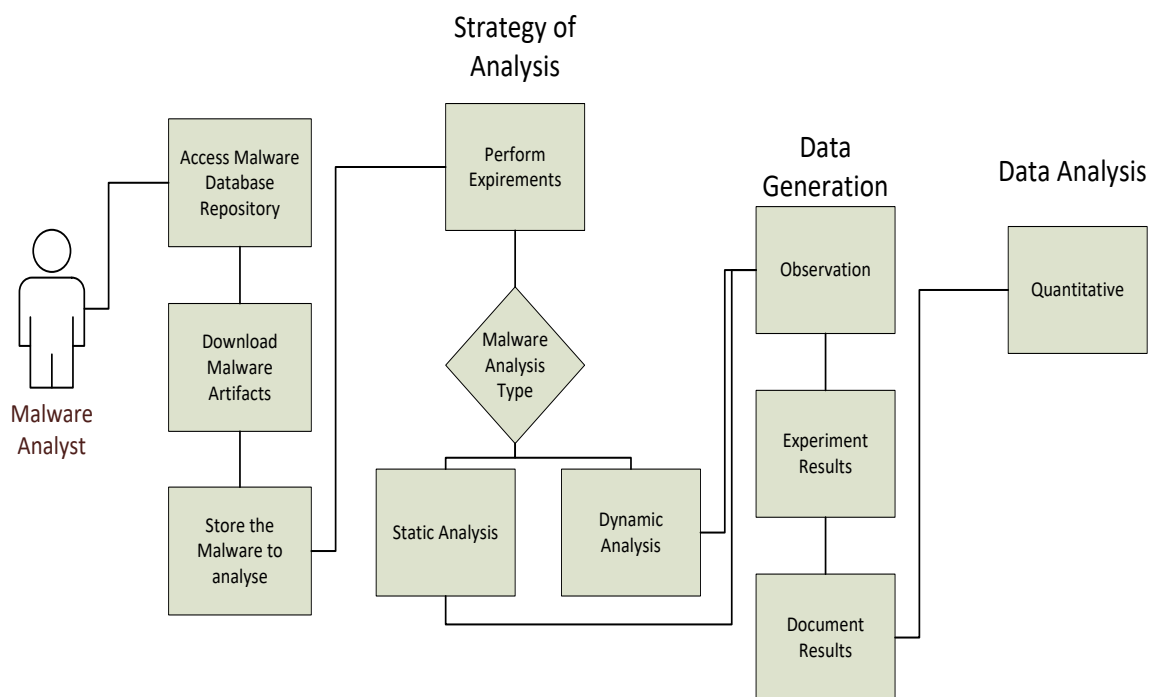 Malware
Analyst
Access Malware
Database
Repository
Download
Malware
Artifacts
Store the
Malware to
analyse
Strategy of
Analysis
Perform
Expirements
Malware
Analysis
Type
Static Analysis
Dynamic
Analysis
Data
Generation
Observation
Experiment
Results
Document
Results
Data Analysis
Quantitative